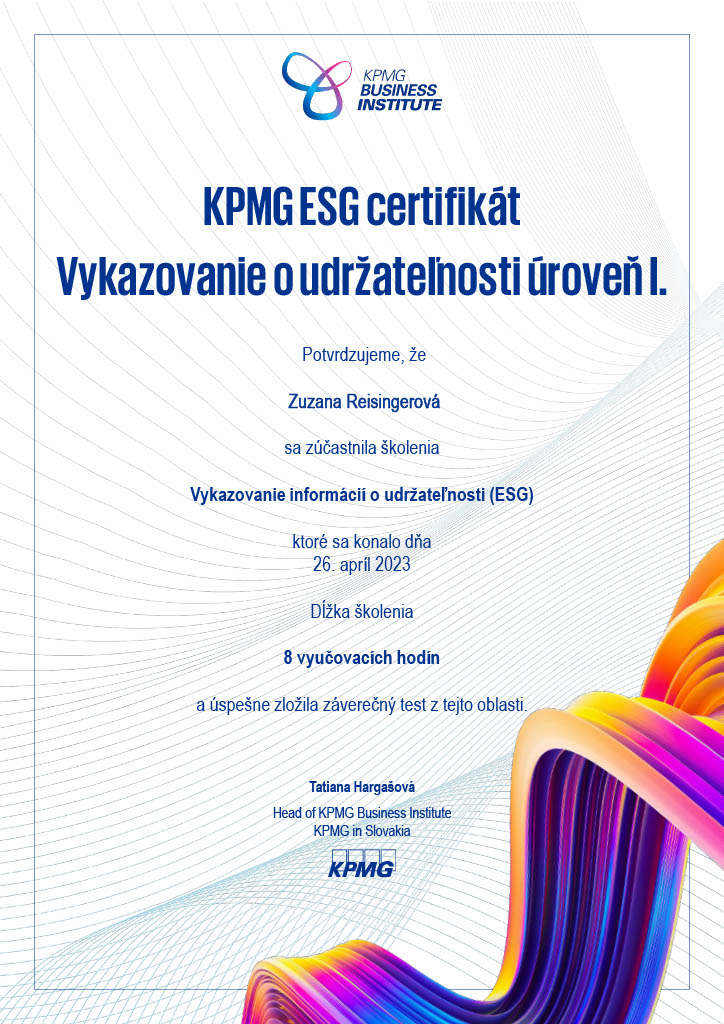 KPMG
BUSINESS
INSTITUTE
KPMG ESG certifikát
Vykazovanie o udržateľnosti úroveň I.
Potvrdzujeme, že
Zuzana Reisingerová
sa zúčastnila školenia
Vykazovanie informácií o udržateľnosti (ESG)
ktoré sa konalo dňa
26. apríl 2023
Dĺžka školenia
8 vyučovacích hodín
a úspešne zložila záverečný test z tejto oblasti.
Tatiana Hargašová
Head of KPMG Business Institute
KPMG in Slovakia
KPMG